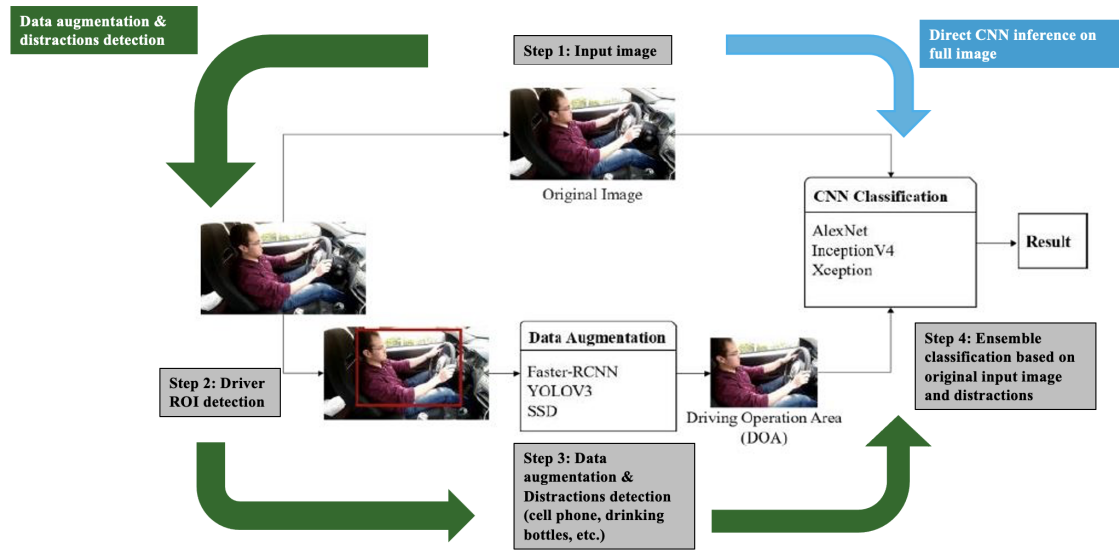 Data augmentation &
distractions detection
Step 1: Input image
Direct CNN inference on
full image
Original Image
CNN Classification
AlexNet
InceptionV4
Xception
Result
Step 2: Driver
ROI detection
Data Augmentation
Faster-RCNN
YOLOV3
SSD
Driving Operation Area
(DOA)
Step 4: Ensemble
classification based on
original input image
and distractions
Step 3: Data
augmentation &
Distractions detection
(cell phone, drinking
bottles, etc.)